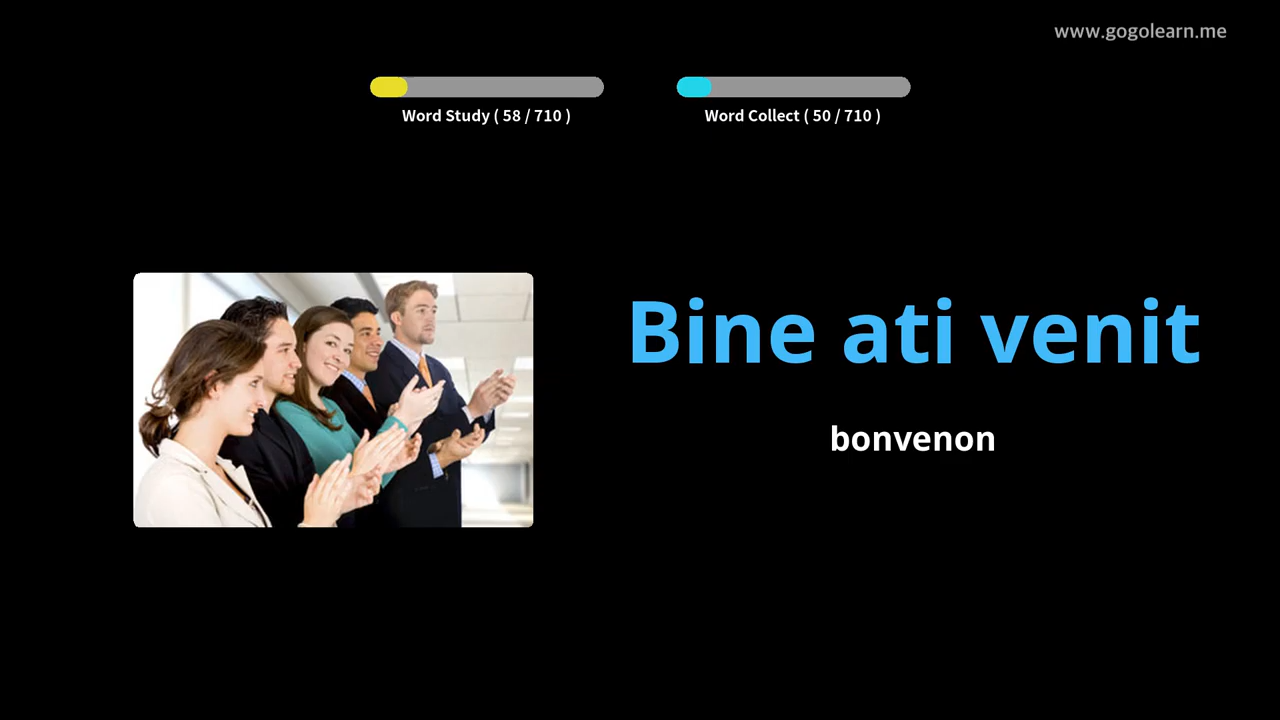 www.gogolearn.me
Word Study ( 58 / 710 )
Word Collect ( 50 / 710 )
Bine ati venit
bonvenon